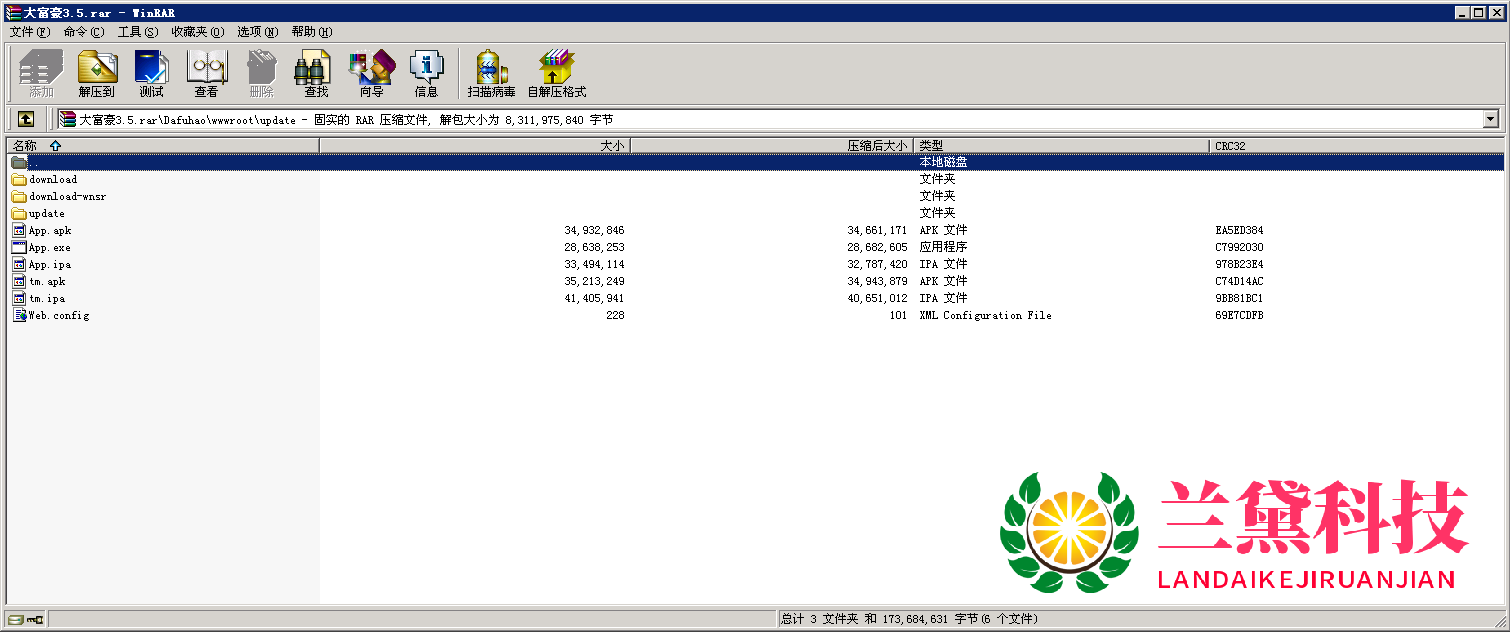 大富豪3.5.rar - WinRAR
文件(F) 命令(C) 工具(S) 收藏夹(O) 选项(N) 帮助(H)
添加 解压到 测试 查看 删除 查找 向导 信息 扫描病毒 自解压格式
大富豪3.5.rar\Dafuhao\wwwroot\update - 固实的 RAR 压缩文件, 解包大小为 8,311,975,840 字节
名称 大小 压缩后大小 类型 CRC32
.. 本地磁盘
download 文件夹
download-wnsr 文件夹
update 文件夹
App.apk 34,932,846 34,661,171 APK 文件 EA5ED384
App.exe 28,638,253 28,682,605 应用程序 C7992030
App.ipa 33,494,114 32,787,420 IPA 文件 978B23E4
tm.apk 35,213,249 34,943,879 APK 文件 C74D14AC
tm.ipa 41,405,941 40,651,012 IPA 文件 9BB81BC1
Web.config 228 101 XML Configuration File 69E7CDFB
兰黛科技
LANDAIKEJIRUANJIAN
总计 3 文件夹 和 173,684,631 字节(6 个文件)